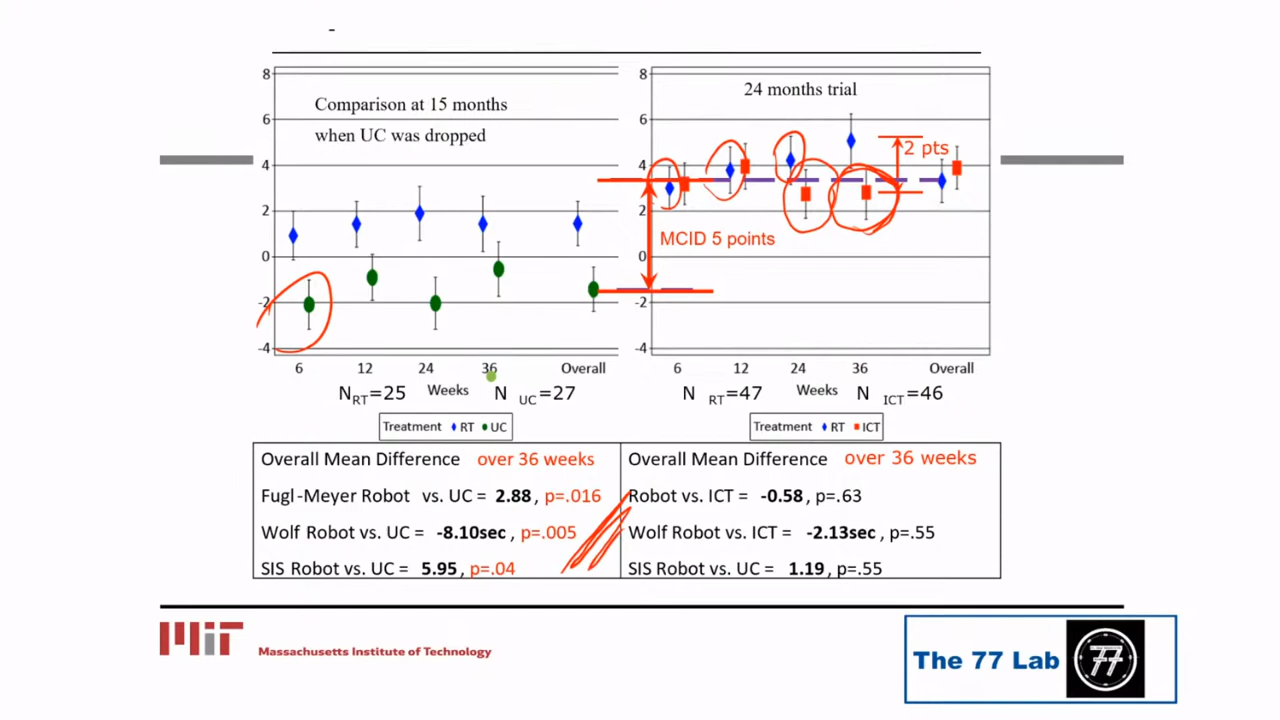 Comparison at 15 months
when UC was dropped
8
6
4
2
0
-2
-4
6 12 24 36 Overall
Weeks
N RT=25
N UC=27
Treatment RT UC
24 months trial
8
6
4
2
0
-2
-4
2 pts
MCID 5 points
6 12 24 36 Overall
Weeks
N RT=47
N ICT=46
Treatment RT ICT
Overall Mean Difference over 36 weeks
Fugl-Meyer Robot vs. UC = 2.88, p=.016
Wolf Robot vs. UC = -8.10sec, p=.005
SIS Robot vs. UC = 5.95, p=.04
Overall Mean Difference over 36 weeks
Robot vs. ICT = -0.58, p=.63
Wolf Robot vs. ICT = -2.13sec, p=.55
SIS Robot vs. UC = 1.19, p=.55
MIT
Massachusetts Institute of Technology
The 77 Lab
77